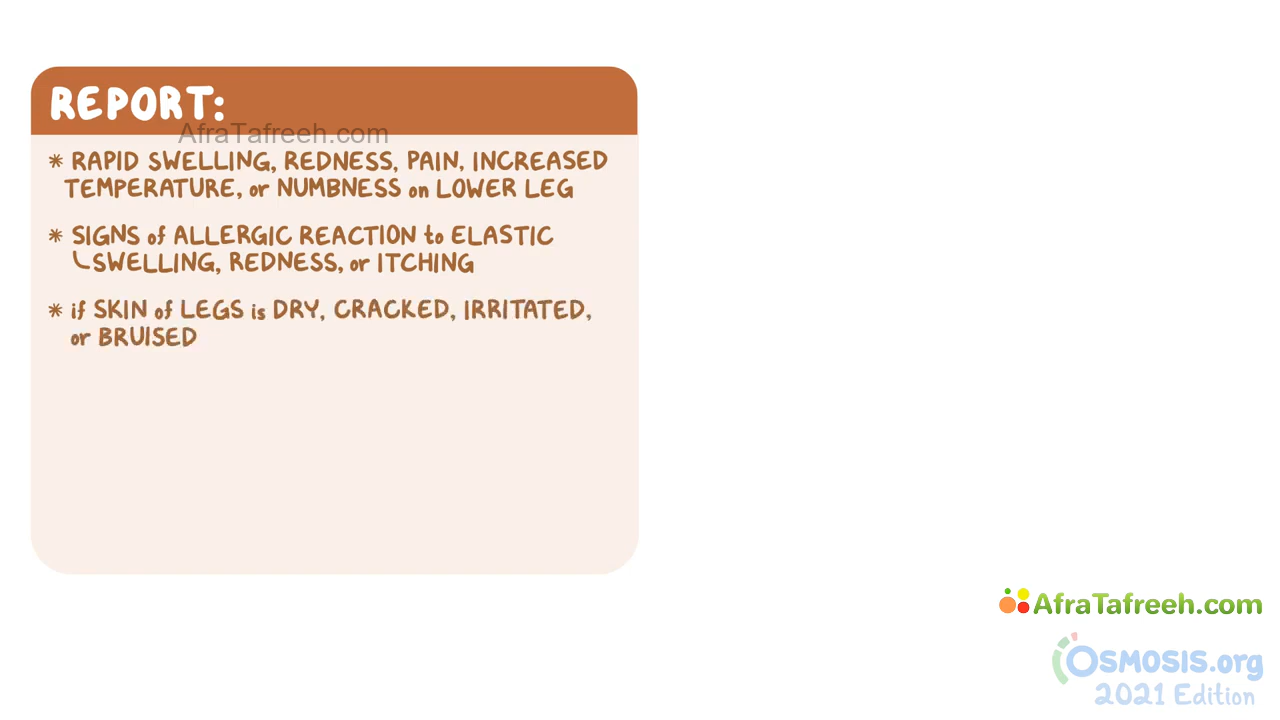 REPORT:
AfraTafreeh.com
* RAPID SWELLING, REDNESS, PAIN, INCREASED
TEMPERATURE, or NUMBNESS on LOWER LEG
* SIGNS of ALLERGIC REACTION to ELASTIC
SWELLING, REDNESS, or ITCHING
* if SKIN of LEGS is DRY, CRACKED, IRRITATED,
or BRUISED
AfraTafreeh.com
OSMOSIS.org
2021 Edition